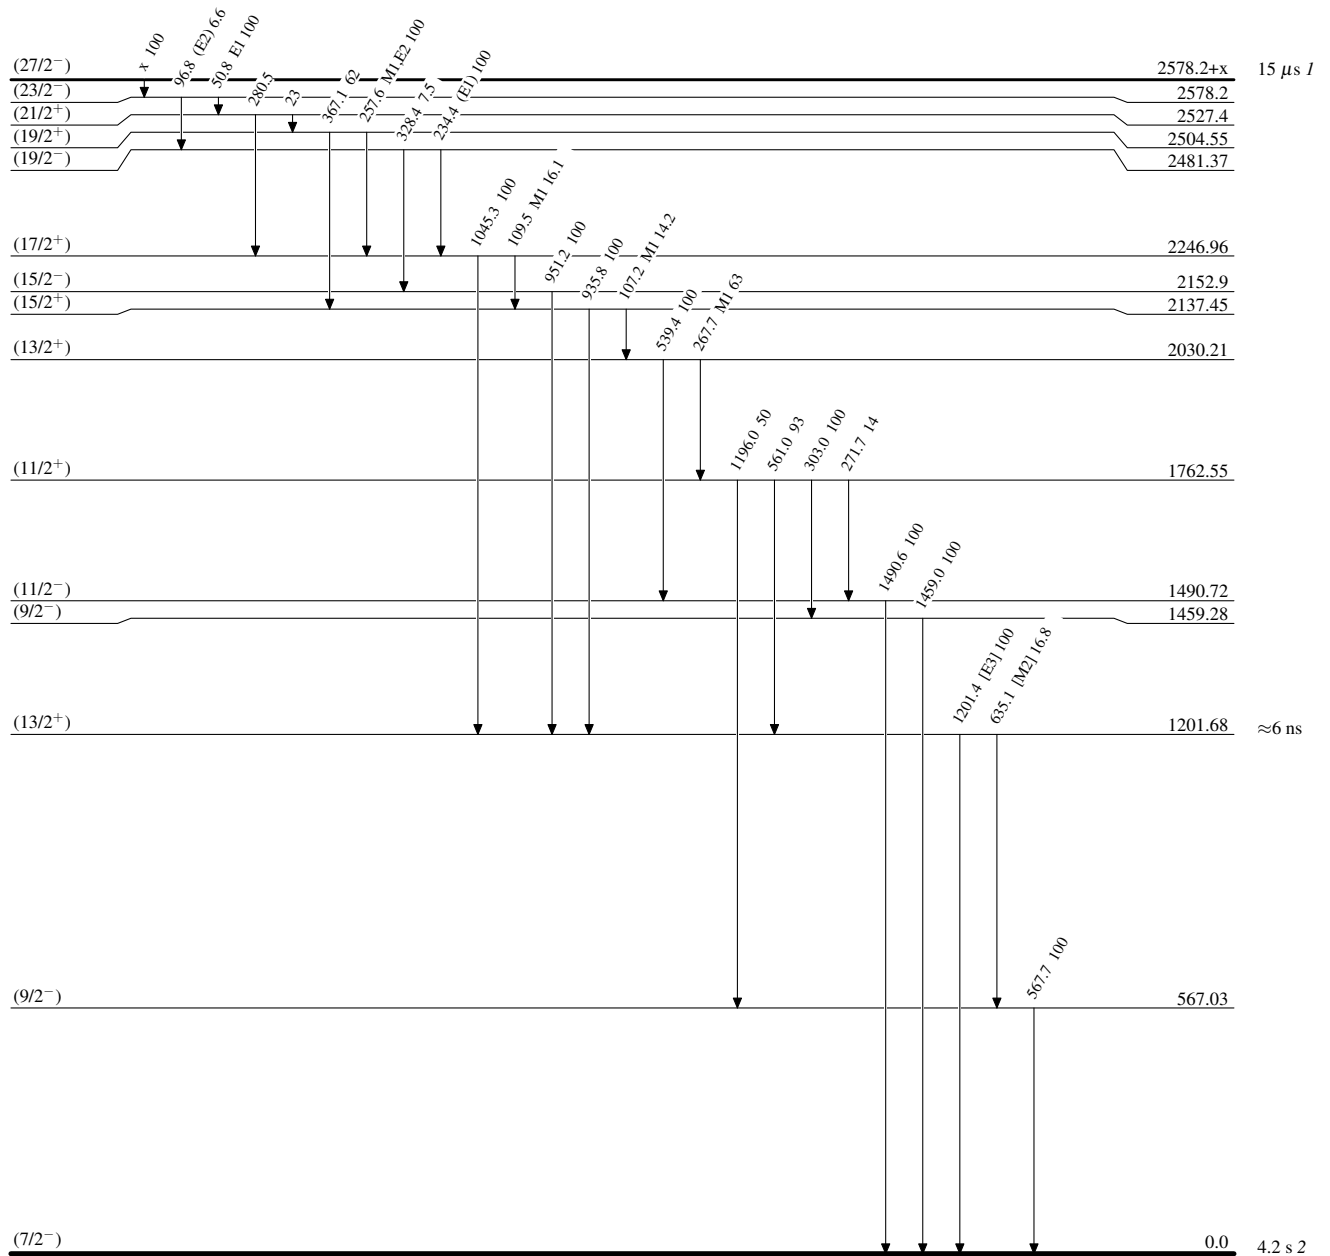 x 100
96.8 (E2) 6.6
50.8 E1 100
280.5
23
367.1 62
257.6 M1,E2 100
328.4 7.5
234.4 (E1) 100
(27/2⁻) 2578.2+x 15 μs 1
(23/2⁻) 2578.2
(21/2⁺) 2527.4
(19/2⁺) 2504.55
(19/2⁻) 2481.37
1045.3 100
109.5 M1 16.1
(17/2⁺) 2246.96
951.2 100
935.8 100
107.2 M1 14.2
(15/2⁻) 2152.9
(15/2⁺) 2137.45
539.4 100
267.7 M1 63
(13/2⁺) 2030.21
1196.0 50
561.0 93
303.0 100
271.7 14
(11/2⁺) 1762.55
1490.6 100
1459.0 100
(11/2⁻) 1490.72
(9/2⁻) 1459.28
1201.4 [E3] 100
635.1 [M2] 16.8
(13/2⁺) 1201.68 ≈6 ns
567.7 100
(9/2⁻) 567.03
(7/2⁻) 0.0 4.2 s 2